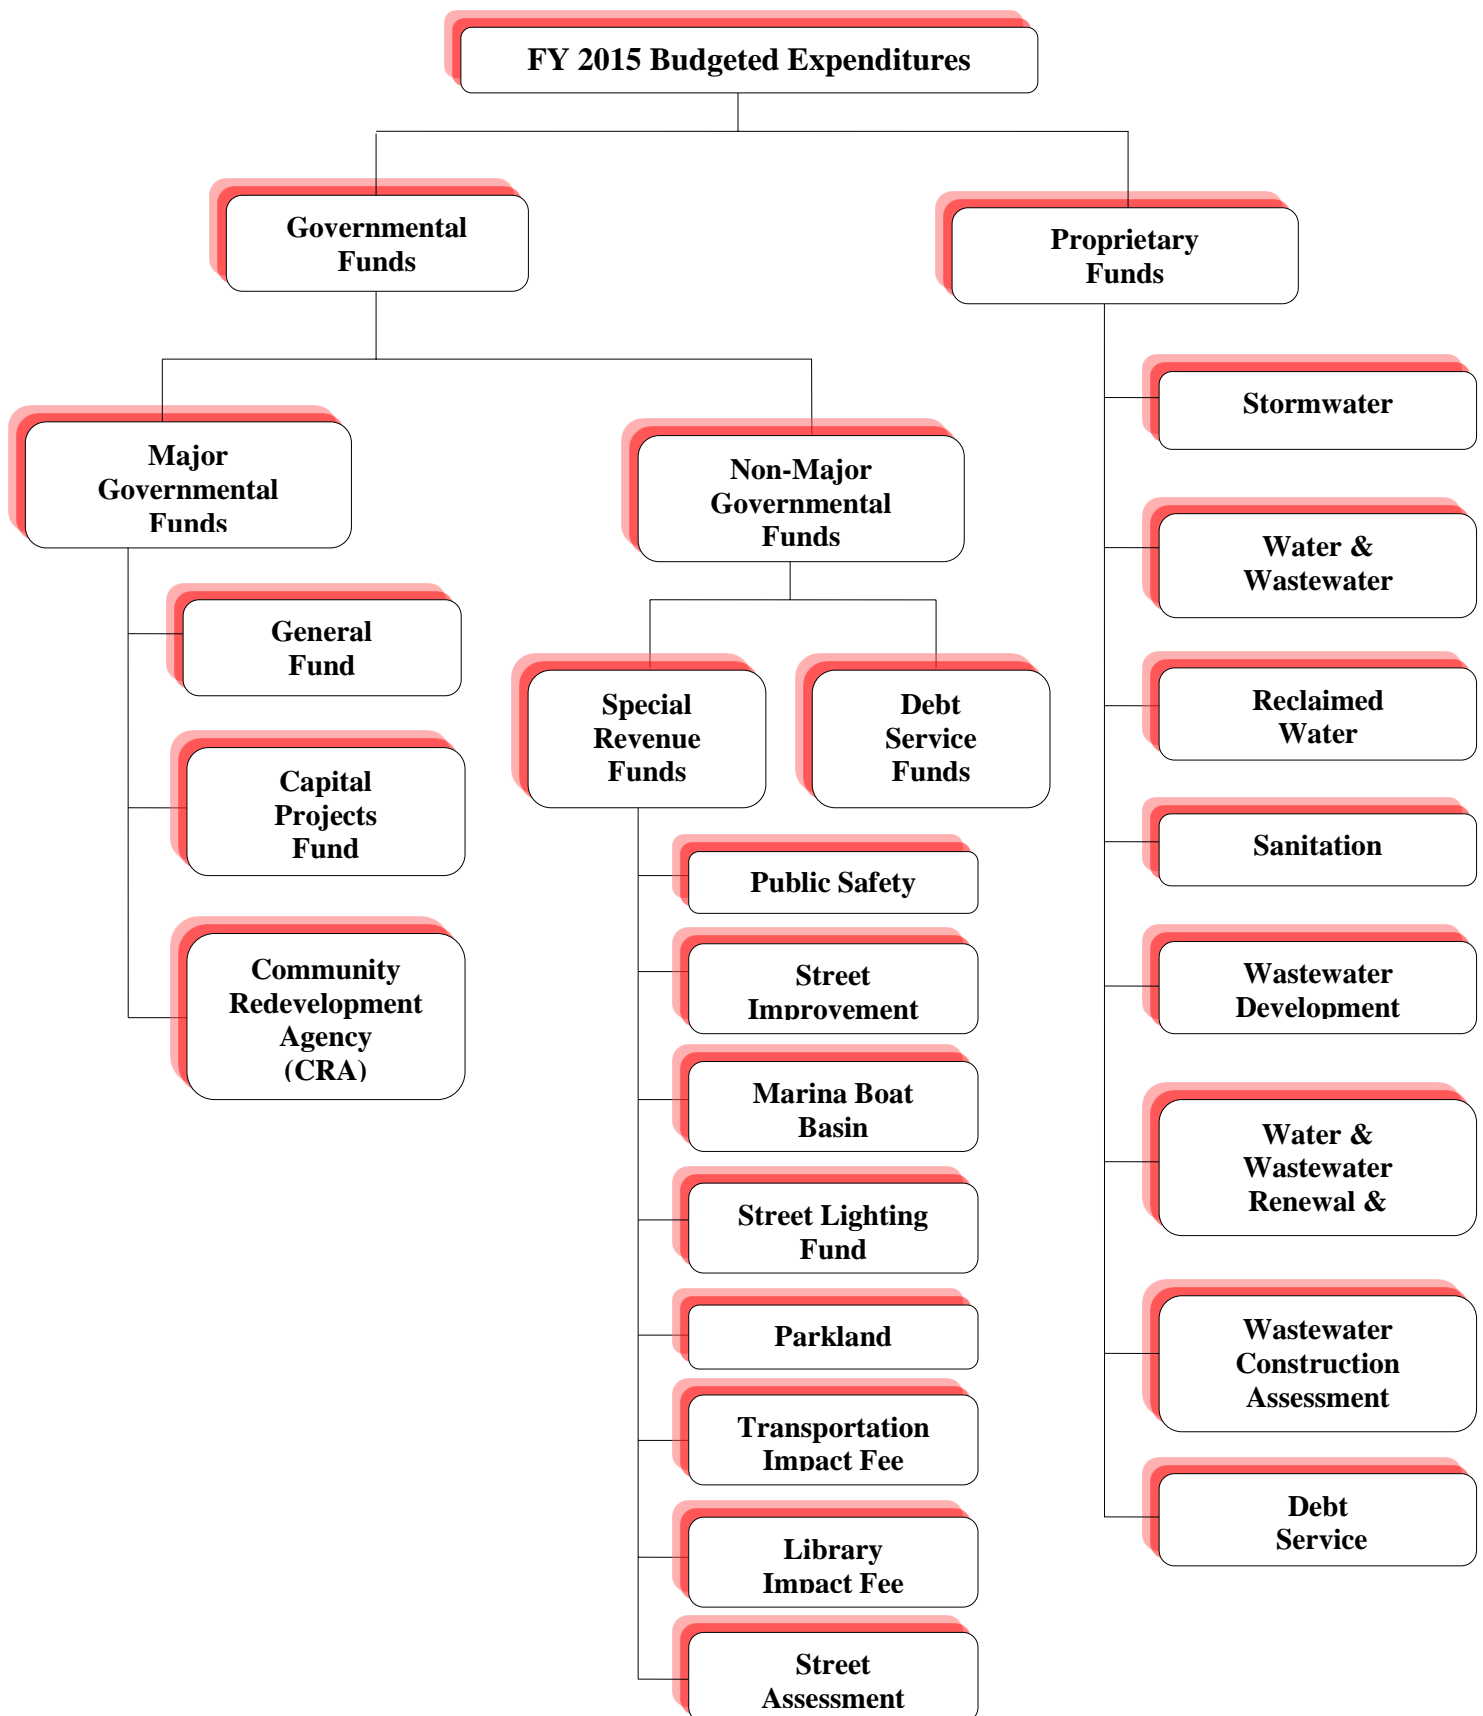 FY 2015 Budgeted Expenditures
Governmental
Funds
Proprietary
Funds
Major
Governmental
Funds
Non-Major
Governmental
Funds
General
Fund
Capital
Projects
Fund
Community
Redevelopment
Agency
(CRA)
Special
Revenue
Funds
Debt
Service
Funds
Public Safety
Street
Improvement
Marina Boat
Basin
Street Lighting
Fund
Parkland
Transportation
Impact Fee
Library
Impact Fee
Street
Assessment
Stormwater
Water &
Wastewater
Reclaimed
Water
Sanitation
Wastewater
Development
Water &
Wastewater
Renewal &
Wastewater
Construction
Assessment
Debt
Service